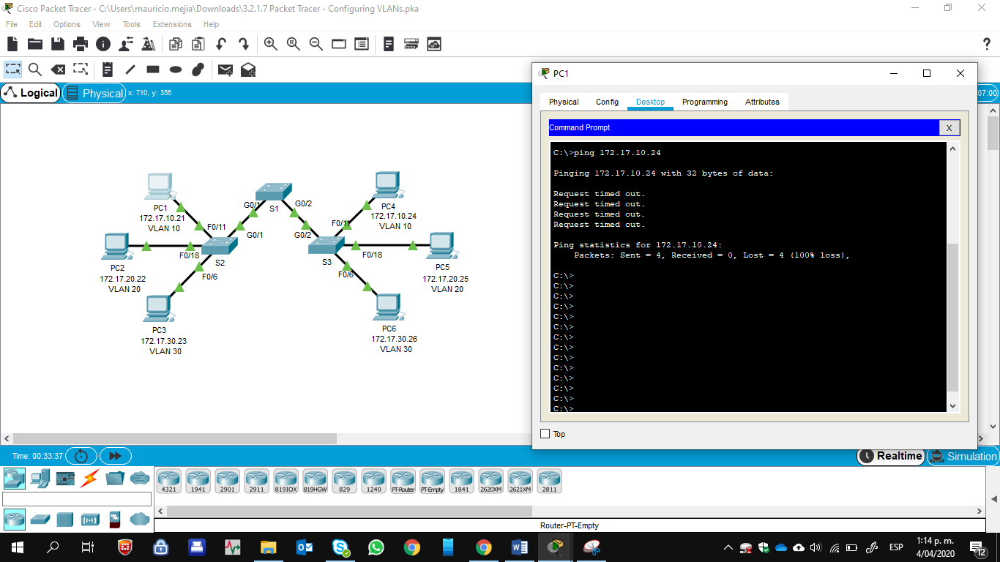 Cisco Packet Tracer - C:\Users\mauricio.mejia\Downloads\3.2.1.7 Packet Tracer - Configuring VLANs.pka
File Edit Options View Tools Extensions Help
Logical Physical x: 710, y: 356
07:00
PC1
172.17.10.21
VLAN 10
F0/11
G0/1
G0/2
S1
PC4
172.17.10.24
VLAN 10
F0/11
G0/1
G0/2
PC2
172.17.20.22
VLAN 20
F0/18
S2
F0/6
S3
F0/18
F0/6
PC5
172.17.20.25
VLAN 20
PC3
172.17.30.23
VLAN 30
PC6
172.17.30.26
VLAN 30
PC1
Physical Config Desktop Programming Attributes
Command Prompt X
C:\>ping 172.17.10.24
Pinging 172.17.10.24 with 32 bytes of data:
Request timed out.
Request timed out.
Request timed out.
Request timed out.
Ping statistics for 172.17.10.24:
Packets: Sent = 4, Received = 0, Lost = 4 (100% loss),
C:\>
C:\>
C:\>
C:\>
C:\>
C:\>
C:\>
C:\>
C:\>
C:\>
C:\>
C:\>
C:\>
C:\>
Top
Time: 00:33:37
Realtime Simulation
4321 1941 2901 2911 819IOX 819HGW 829 1240 PT-Router PT-Empty 1841 2620XM 2621XM 2811
Router-PT-Empty
ESP
1:14 p. m.
4/04/2020
12